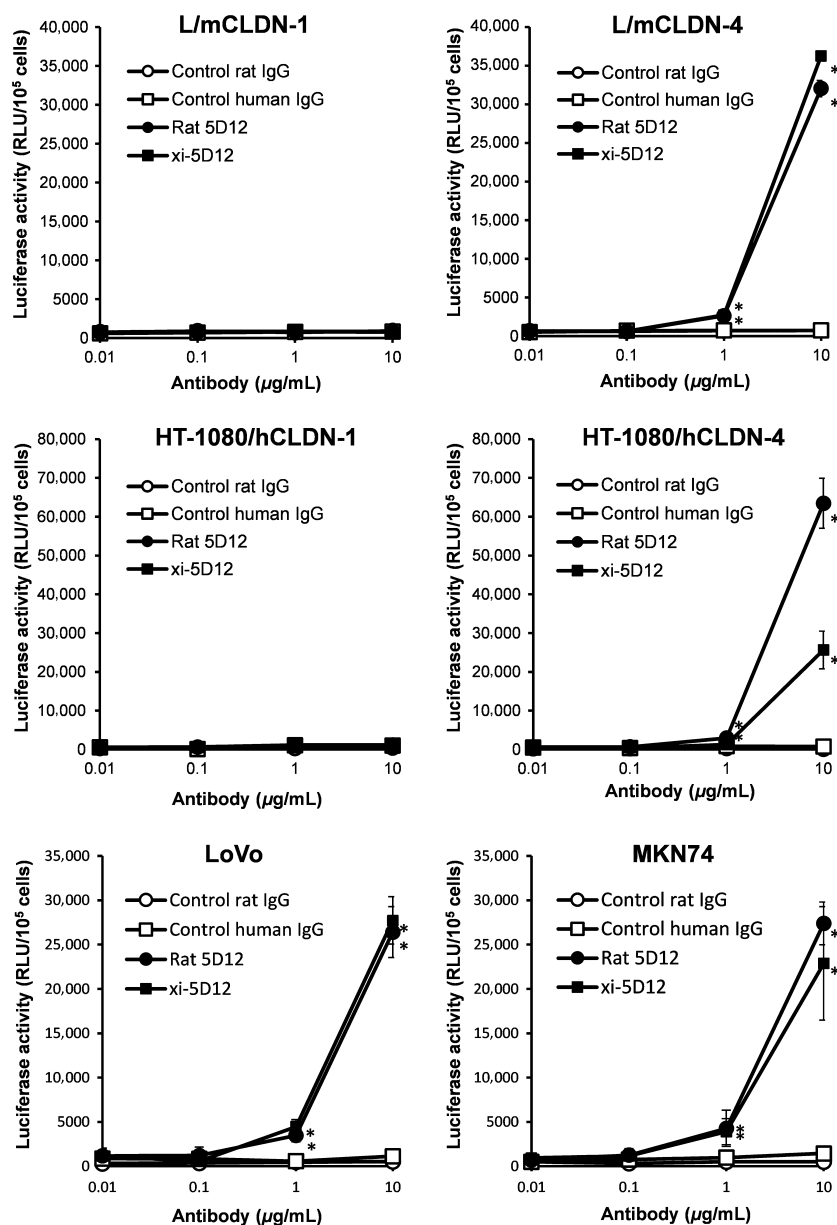 L/mCLDN-1
Luciferase activity (RLU/10⁵ cells)
40,000
35,000
30,000
25,000
20,000
15,000
10,000
5000
0
Control rat IgG
Control human IgG
Rat 5D12
xi-5D12
0.01 0.1 1 10
Antibody (µg/mL)
L/mCLDN-4
Luciferase activity (RLU/10⁵ cells)
40,000
35,000
30,000
25,000
20,000
15,000
10,000
5000
0
Control rat IgG
Control human IgG
Rat 5D12
xi-5D12
*
*
*
*
0.01 0.1 1 10
Antibody (µg/mL)
HT-1080/hCLDN-1
Luciferase activity (RLU/10⁵ cells)
80,000
70,000
60,000
50,000
40,000
30,000
20,000
10,000
0
Control rat IgG
Control human IgG
Rat 5D12
xi-5D12
0.01 0.1 1 10
Antibody (µg/mL)
HT-1080/hCLDN-4
Luciferase activity (RLU/10⁵ cells)
80,000
70,000
60,000
50,000
40,000
30,000
20,000
10,000
0
Control rat IgG
Control human IgG
Rat 5D12
xi-5D12
*
*
*
*
0.01 0.1 1 10
Antibody (µg/mL)
LoVo
Luciferase activity (RLU/10⁵ cells)
35,000
30,000
25,000
20,000
15,000
10,000
5000
0
Control rat IgG
Control human IgG
Rat 5D12
xi-5D12
*
*
*
*
0.01 0.1 1 10
Antibody (µg/mL)
MKN74
Luciferase activity (RLU/10⁵ cells)
35,000
30,000
25,000
20,000
15,000
10,000
5000
0
Control rat IgG
Control human IgG
Rat 5D12
xi-5D12
*
*
*
*
0.01 0.1 1 10
Antibody (µg/mL)